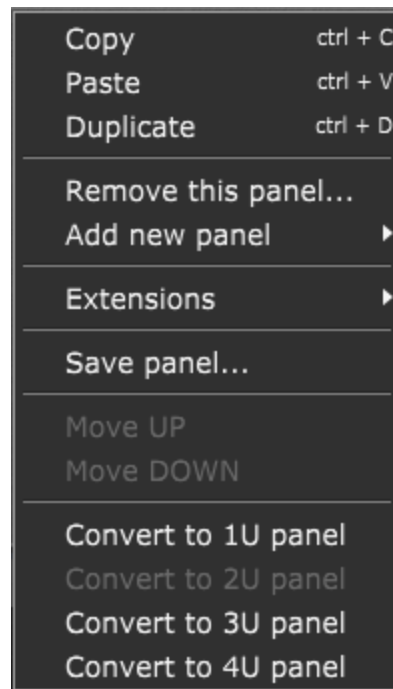 Copy ctrl + C
Paste ctrl + V
Duplicate ctrl + D
Remove this panel...
Add new panel
Extensions
Save panel...
Move UP
Move DOWN
Convert to 1U panel
Convert to 2U panel
Convert to 3U panel
Convert to 4U panel